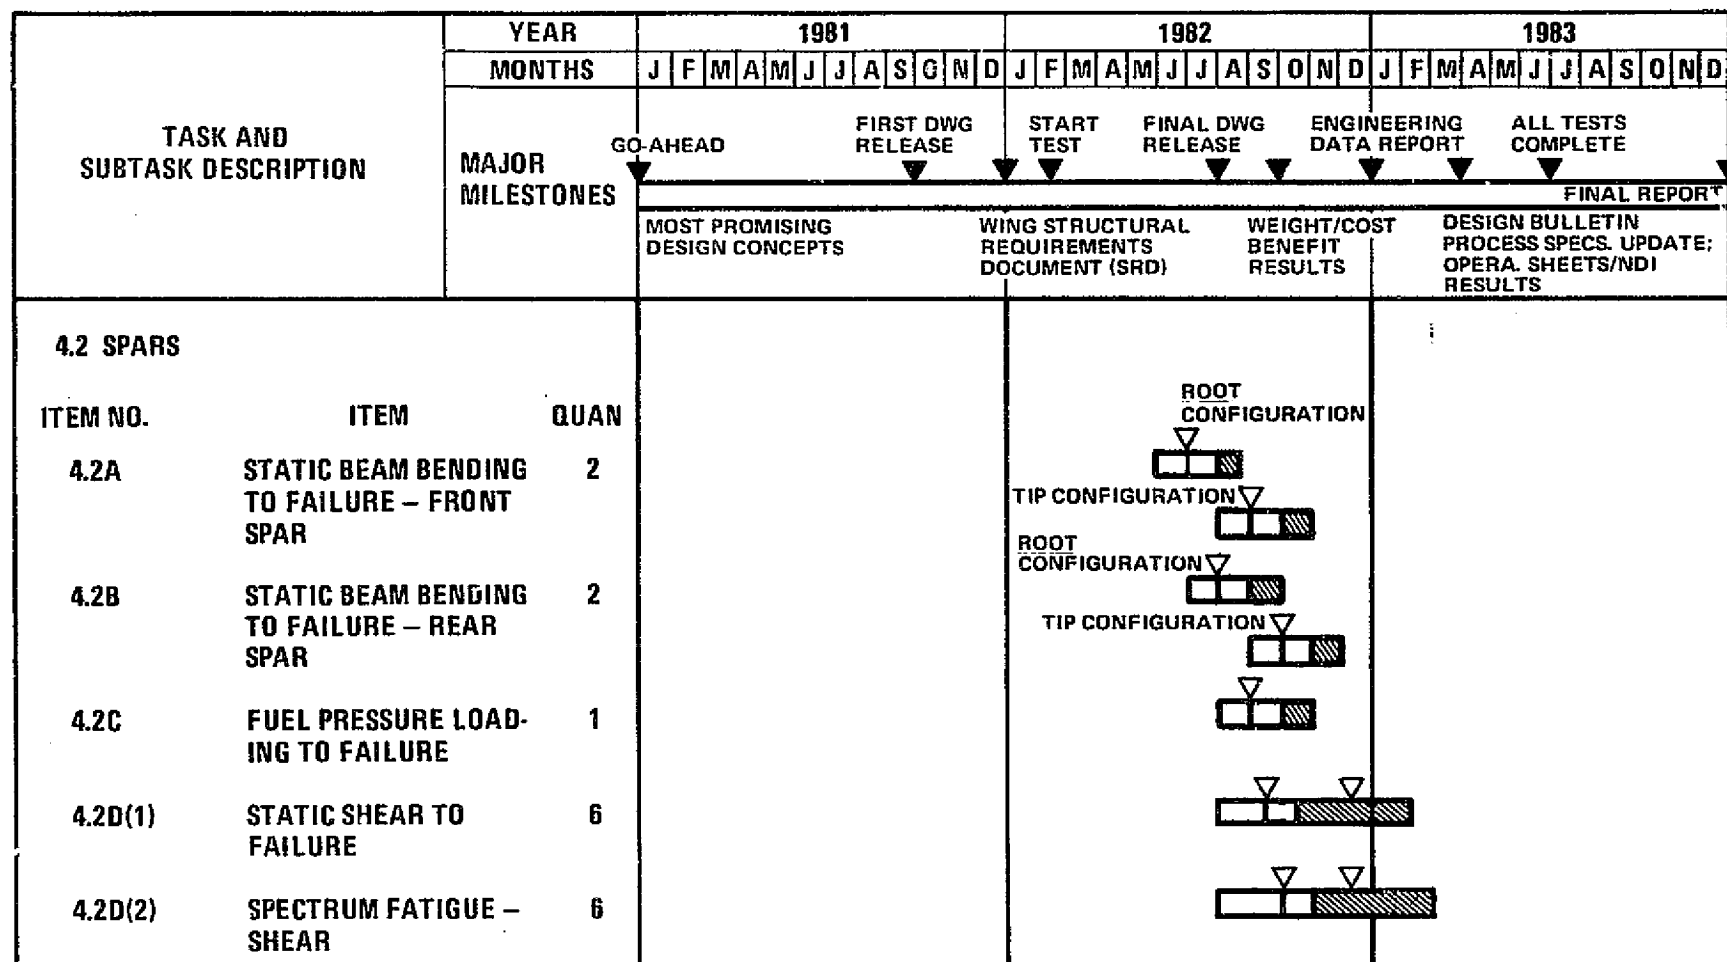 YEAR 1981 1982 1983
MONTHS J F M A M J J A S O N D J F M A M J J A S O N D J F M A M J J A S O N D
TASK AND
SUBTASK DESCRIPTION
MAJOR
MILESTONES
GO-AHEAD
FIRST DWG
RELEASE
START
TEST
FINAL DWG
RELEASE
ENGINEERING
DATA REPORT
ALL TESTS
COMPLETE
FINAL REPORT
MOST PROMISING
DESIGN CONCEPTS
WING STRUCTURAL
REQUIREMENTS
DOCUMENT (SRD)
WEIGHT/COST
BENEFIT
RESULTS
DESIGN BULLETIN
PROCESS SPECS. UPDATE;
OPERA. SHEETS/NDI
RESULTS
4.2 SPARS
ITEM NO. ITEM QUAN
ROOT
CONFIGURATION
4.2A STATIC BEAM BENDING 2
TO FAILURE – FRONT
SPAR
TIP CONFIGURATION
ROOT
CONFIGURATION
4.2B STATIC BEAM BENDING 2
TO FAILURE – REAR
SPAR
TIP CONFIGURATION
4.2C FUEL PRESSURE LOAD- 1
ING TO FAILURE
4.2D(1) STATIC SHEAR TO 6
FAILURE
4.2D(2) SPECTRUM FATIGUE – 6
SHEAR